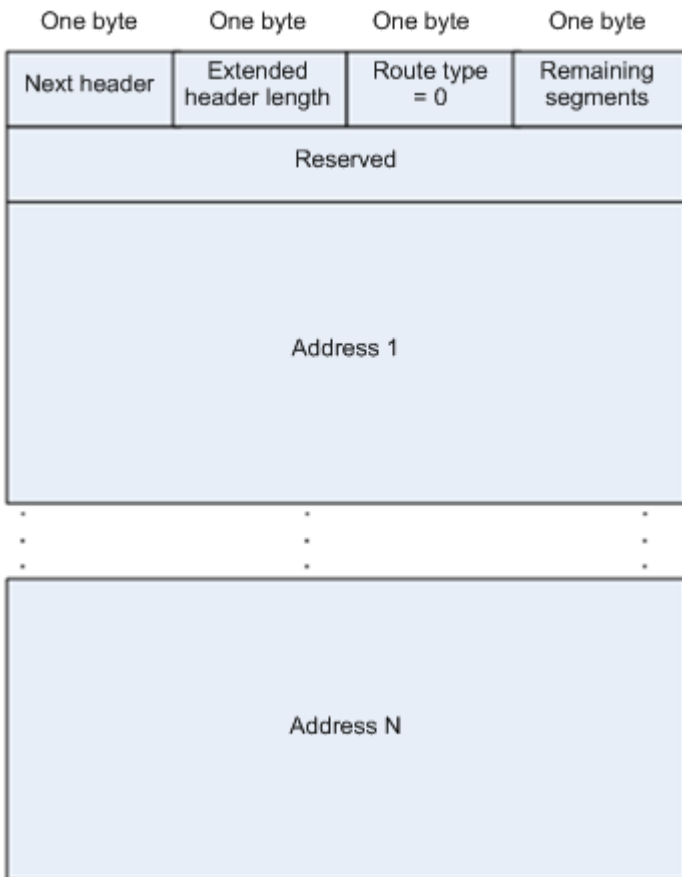 One byte One byte One byte One byte
Next header
Extended
header length
Route type
= 0
Remaining
segments
Reserved
Address 1
Address N